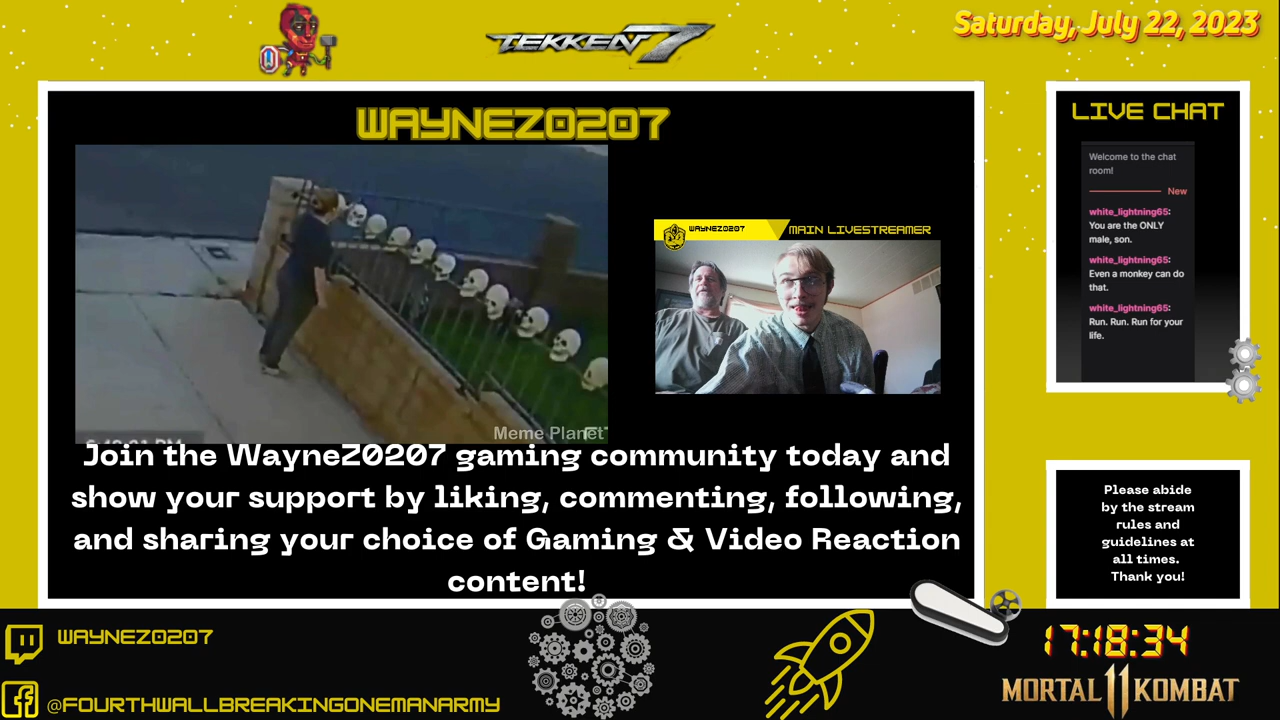 TEKKEN 7
Saturday, July 22, 2023
WAYNEZ0207
LIVE CHAT
Welcome to the chat
room!
New
white_lightning65:
You are the ONLY
male, son.
white_lightning65:
Even a monkey can do
that.
white_lightning65:
Run. Run. Run for your
life.
WAYNEZ0207
MAIN LIVESTREAMER
Meme Planet
Join the WayneZ0207 gaming community today and
show your support by liking, commenting, following,
and sharing your choice of Gaming & Video Reaction
content!
Please abide
by the stream
rules and
guidelines at
all times.
Thank you!
WAYNEZ0207
@FOURTHWALLBREAKINGONEMANARMY
17:18:34
MORTAL 11 KOMBAT